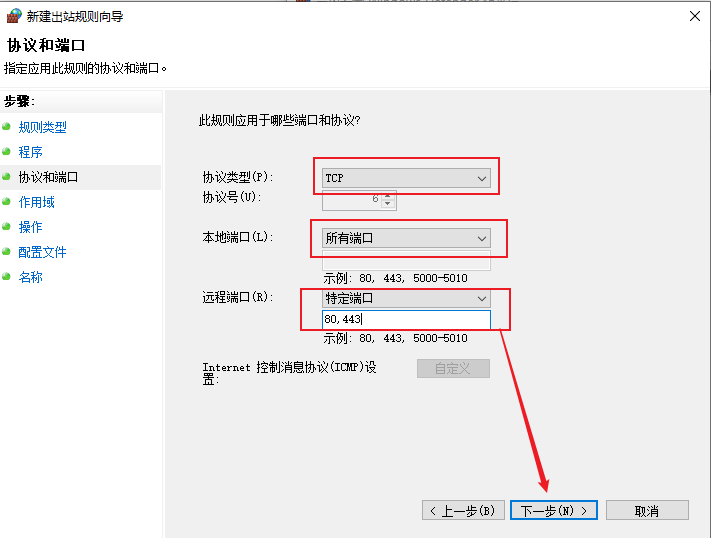 新建出站规则向导
协议和端口
指定应用此规则的协议和端口。
步骤:
规则类型
程序
协议和端口
作用域
操作
配置文件
名称
此规则应用于哪些端口和协议?
协议类型(P): TCP
协议号(U): 6
本地端口(L): 所有端口
示例: 80, 443, 5000-5010
远程端口(R): 特定端口
80,443
示例: 80, 443, 5000-5010
Internet 控制消息协议(ICMP)设
置: 自定义
< 上一步(B) 下一步(N) > 取消